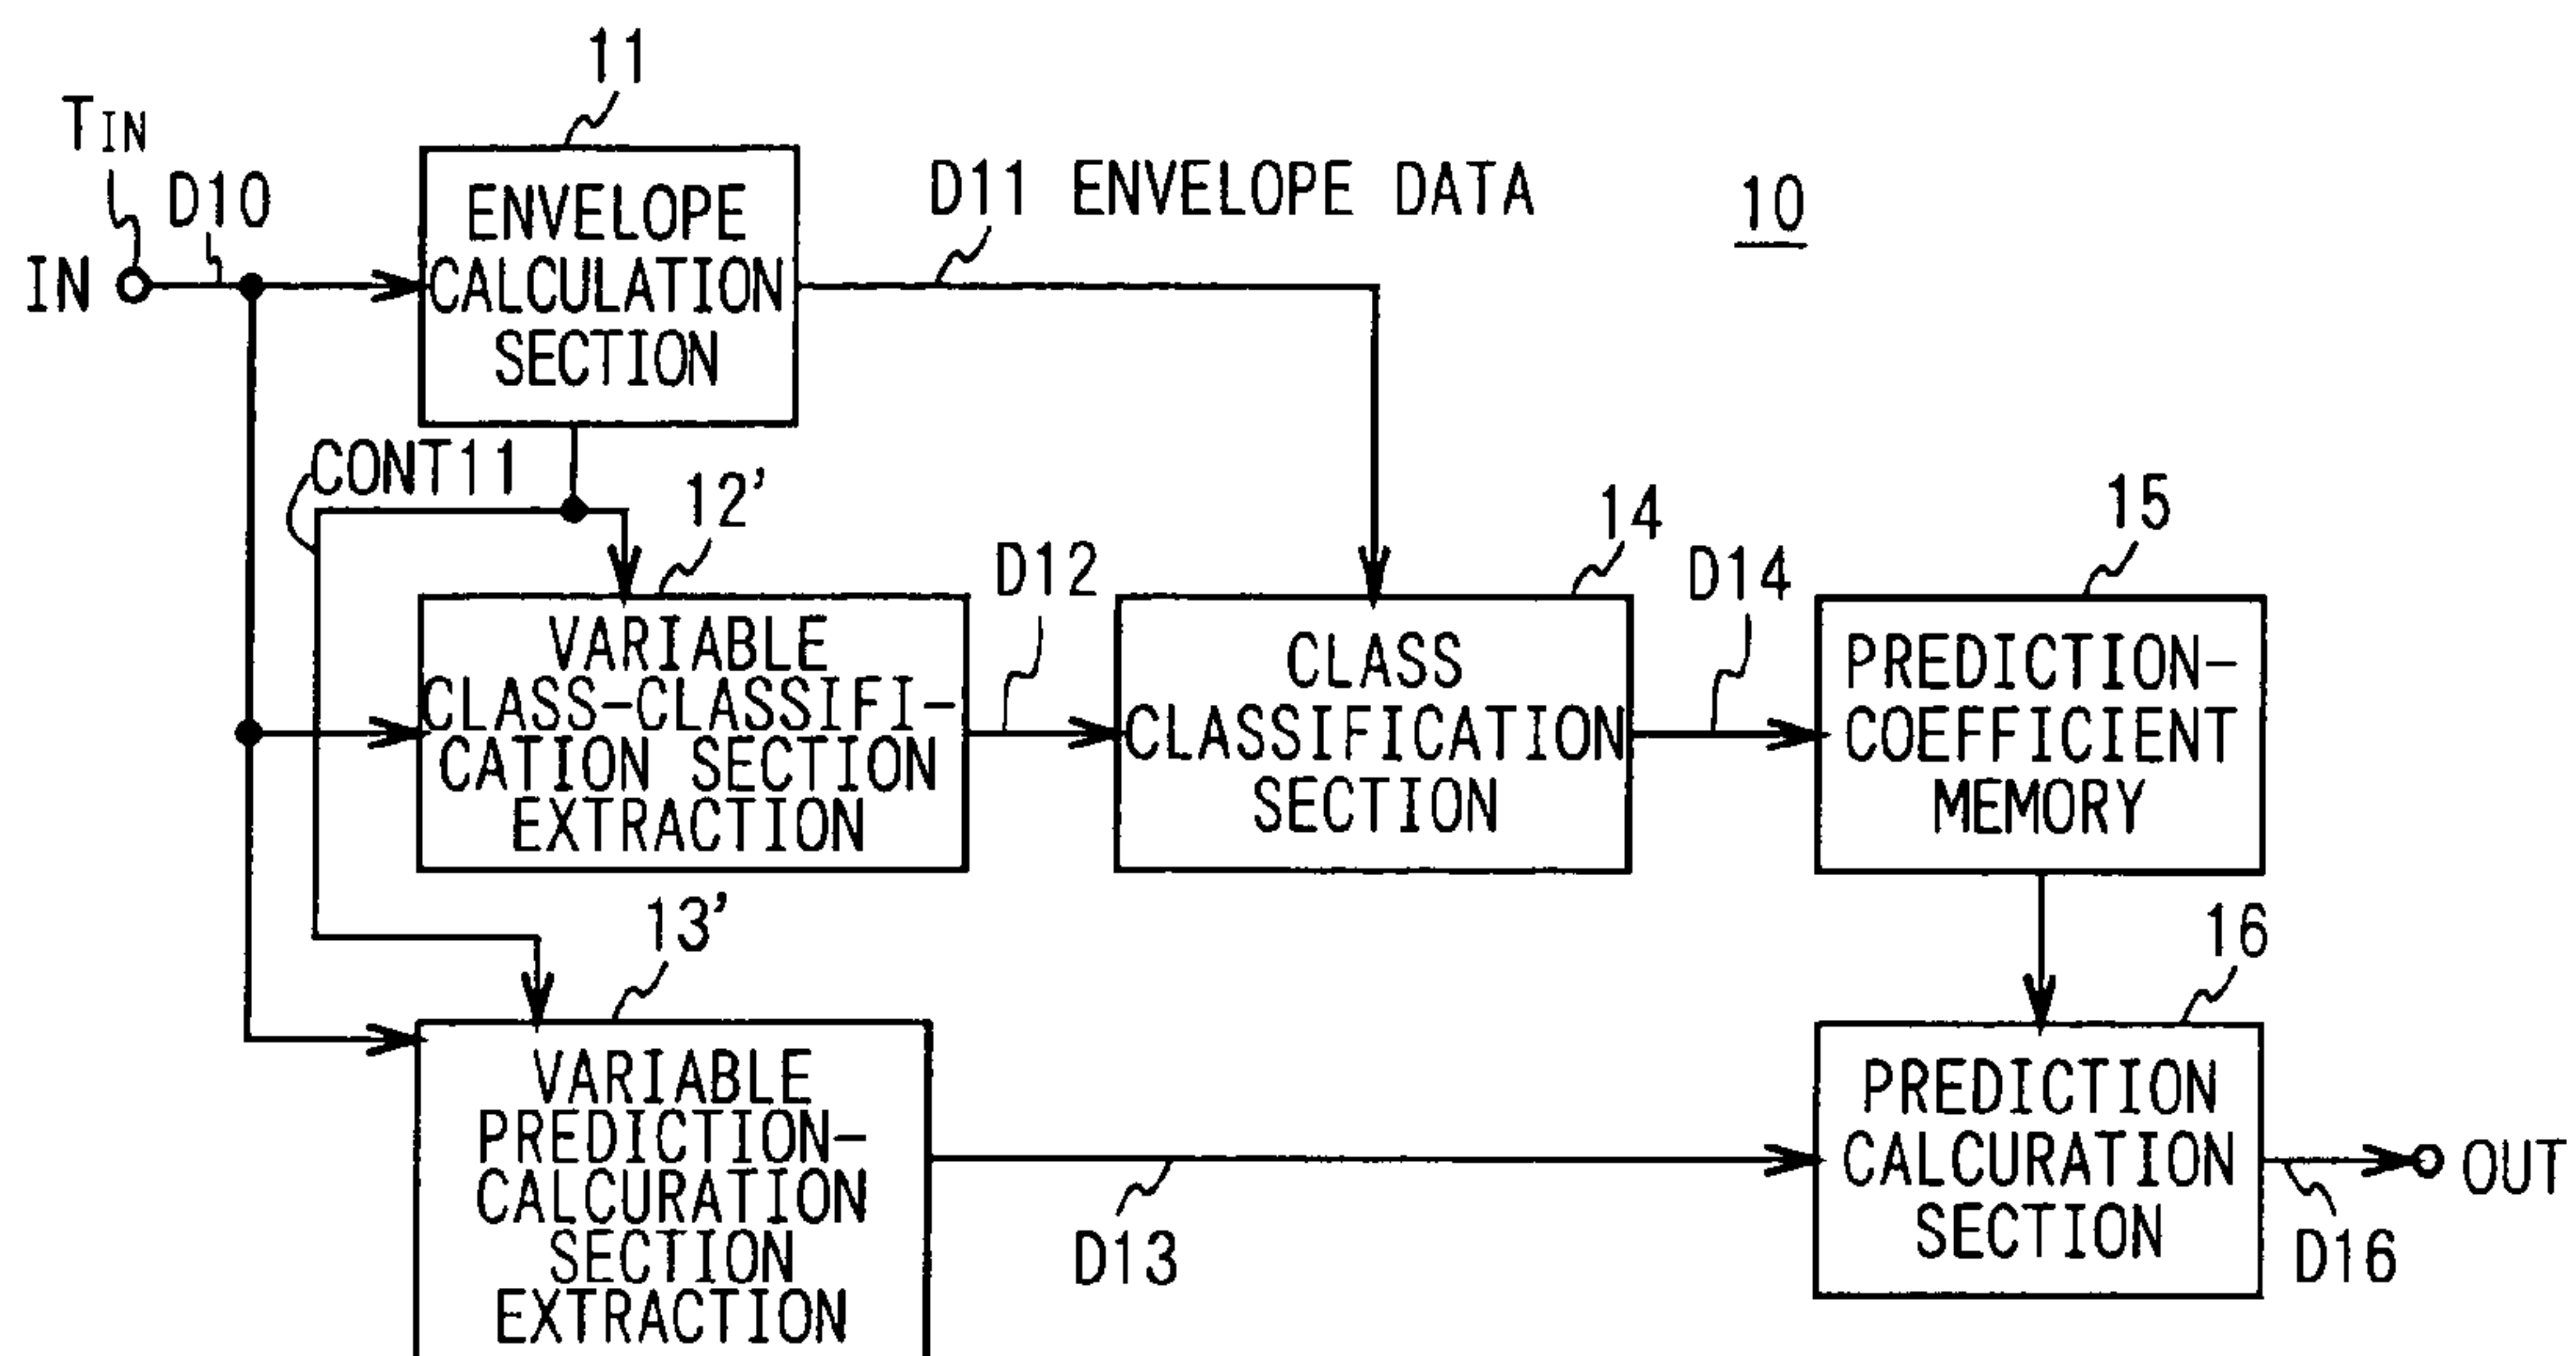 11
TIN
D10
IN
ENVELOPE
CALCULATION
SECTION
D11 ENVELOPE DATA
10
CONT11
12'
VARIABLE
CLASS-CLASSIFI-
CATION SECTION
EXTRACTION
D12
14
CLASS
CLASSIFICATION
SECTION
D14
15
PREDICTION-
COEFFICIENT
MEMORY
13'
VARIABLE
PREDICTION-
CALCURATION
SECTION
EXTRACTION
D13
16
PREDICTION
CALCURATION
SECTION
D16
OUT